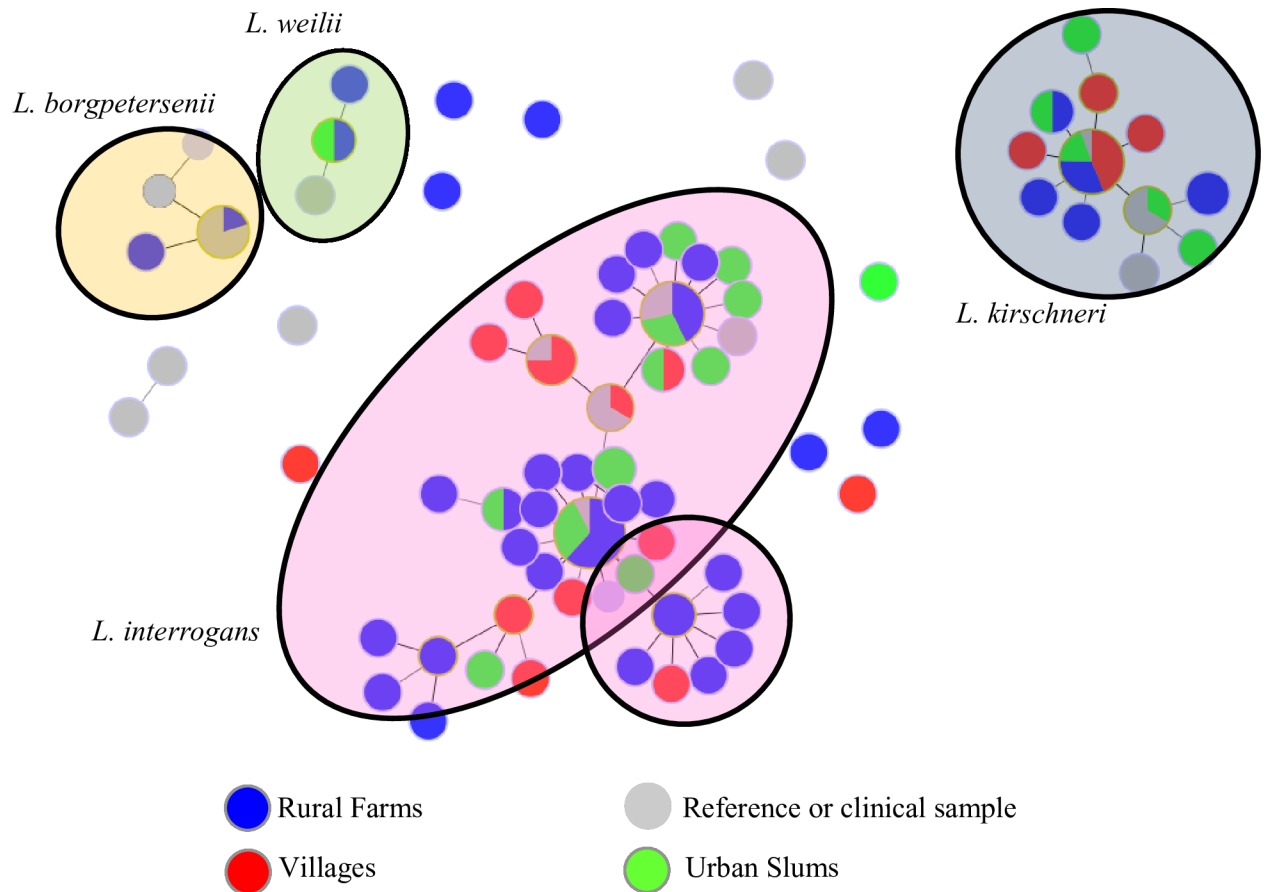 L. weilii
L. borgpetersenii
L. kirschneri
L. interrogans
Rural Farms
Reference or clinical sample
Villages
Urban Slums